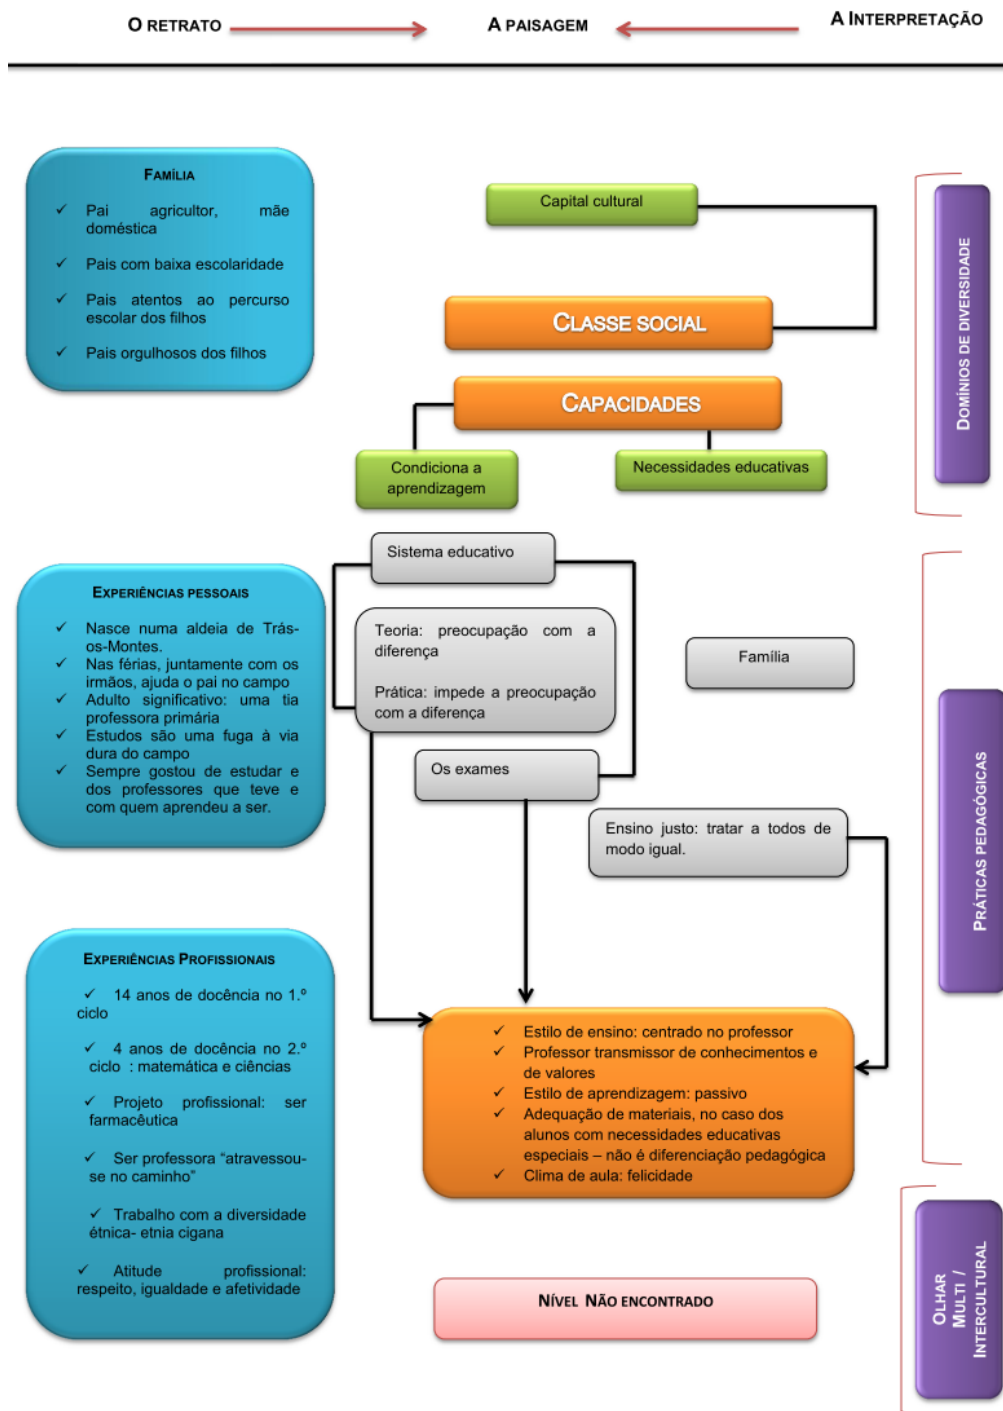 O RETRATO
A PAISAGEM
A INTERPRETAÇÃO
FAMÍLIA
✓ Pai agricultor, mãe
doméstica
✓ Pais com baixa escolaridade
✓ Pais atentos ao percurso
escolar dos filhos
✓ Pais orgulhosos dos filhos
Capital cultural
CLASSE SOCIAL
CAPACIDADES
Condiciona a
aprendizagem
Necessidades educativas
DOMÍNIOS DE DIVERSIDADE
EXPERIÊNCIAS PESSOAIS
✓ Nasce numa aldeia de Trás-
os-Montes.
✓ Nas férias, juntamente com os
irmãos, ajuda o pai no campo
✓ Adulto significativo: uma tia
professora primária
✓ Estudos são uma fuga à via
dura do campo
✓ Sempre gostou de estudar e
dos professores que teve e
com quem aprendeu a ser.
Sistema educativo
Teoria: preocupação com a
diferença
Prática: impede a preocupação
com a diferença
Família
Os exames
Ensino justo: tratar a todos de
modo igual.
PRÁTICAS PEDAGÓGICAS
EXPERIÊNCIAS PROFISSIONAIS
✓ 14 anos de docência no 1.º
ciclo
✓ 4 anos de docência no 2.º
ciclo : matemática e ciências
✓ Projeto profissional: ser
farmacêutica
✓ Ser professora “atravessou-
se no caminho”
✓ Trabalho com a diversidade
étnica- etnia cigana
✓ Atitude profissional:
respeito, igualdade e afetividade
✓ Estilo de ensino: centrado no professor
✓ Professor transmissor de conhecimentos e
de valores
✓ Estilo de aprendizagem: passivo
✓ Adequação de materiais, no caso dos
alunos com necessidades educativas
especiais – não é diferenciação pedagógica
✓ Clima de aula: felicidade
NÍVEL NÃO ENCONTRADO
OLHAR
MULTI /
INTERCULTURAL